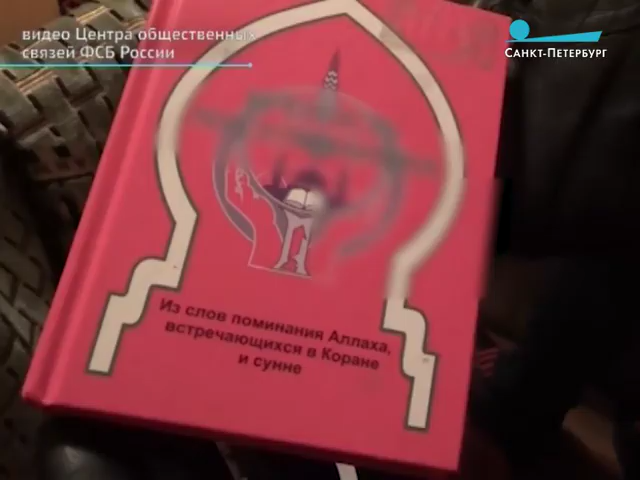 видео Центра общественных
связей ФСБ России
САНКТ-ПЕТЕРБУРГ
Из слов поминания Аллаха,
встречающихся в Коране
и сунне